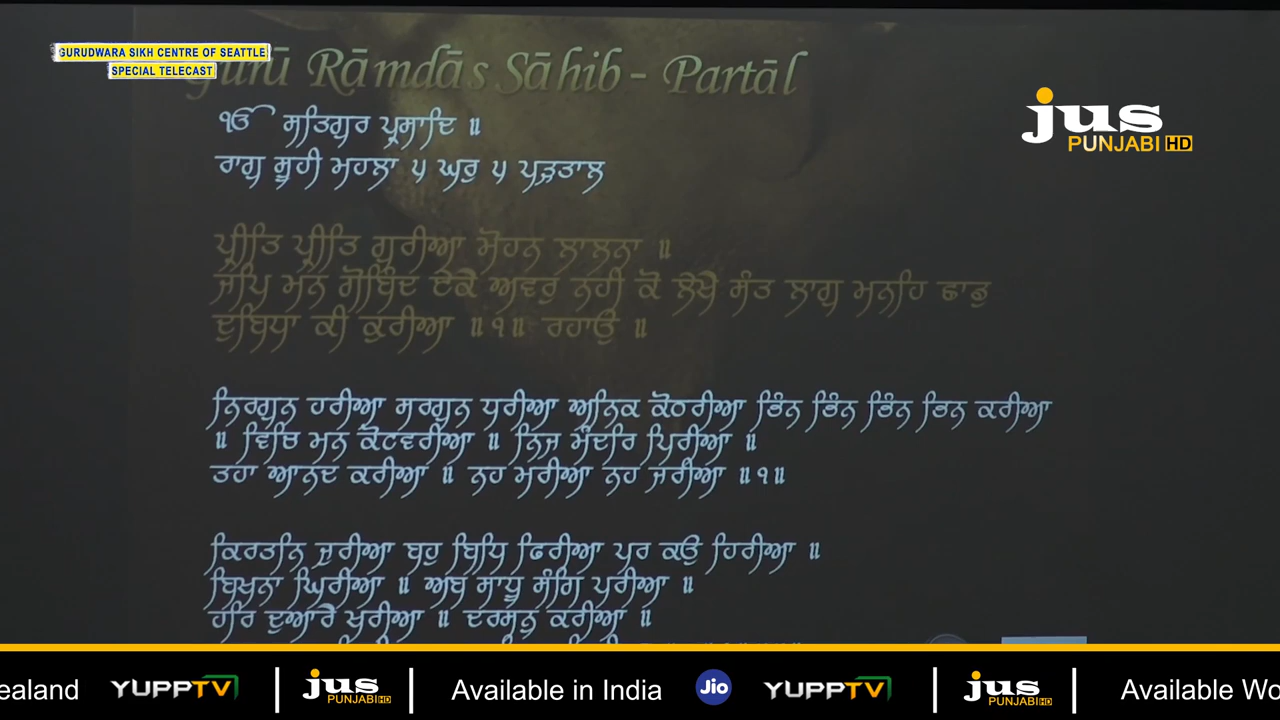 GURUDWARA SIKH CENTRE OF SEATTLE
SPECIAL TELECAST
Gurū Rāmdās Sāhib - Partāl
jus
PUNJABI HD
ੴ ਸਤਿਗੁਰ ਪ੍ਰਸਾਦਿ ॥
ਰਾਗੁ ਸੂਹੀ ਮਹਲਾ ੫ ਘਰੁ ੫ ਪੜਤਾਲ
ਪ੍ਰੀਤਿ ਪ੍ਰੀਤਿ ਗੁਰੀਆ ਮੋਹਨ ਲਾਲਨਾ ॥
ਜਪਿ ਮਨ ਗੋਬਿੰਦ ਏਕੈ ਅਵਰੁ ਨਹੀ ਕੋ ਲੇਖੈ ਸੰਤ ਲਾਗੁ ਮਨਹਿ ਛਾਡੁ
ਦੁਬਿਧਾ ਕੀ ਕੁਰੀਆ ॥੧॥ ਰਹਾਉ ॥
ਨਿਰਗੁਨ ਹਰੀਆ ਸਰਗੁਨ ਧਰੀਆ ਅਨਿਕ ਕੋਠਰੀਆ ਭਿੰਨ ਭਿੰਨ ਭਿੰਨ ਭਿਨ ਕਰੀਆ
॥ ਵਿਚਿ ਮਨ ਕੋਟਵਰੀਆ ॥ ਨਿਜ ਮੰਦਰਿ ਪਿਰੀਆ ॥
ਤਹਾ ਆਨਦ ਕਰੀਆ ॥ ਨਹ ਮਰੀਆ ਨਹ ਜਰੀਆ ॥੧॥
ਕਿਰਤਨਿ ਜੁਰੀਆ ਬਹੁ ਬਿਧਿ ਫਿਰੀਆ ਪਰ ਕਉ ਹਿਰੀਆ ॥
ਬਿਖਨਾ ਘਿਰੀਆ ॥ ਅਬ ਸਾਧੂ ਸੰਗਿ ਪਰੀਆ ॥
ਹਰਿ ਦੁਆਰੈ ਖਰੀਆ ॥ ਦਰਸਨੁ ਕਰੀਆ ॥
ealand | YUPPTV | jus PUNJABI HD | Available in India Jio YUPPTV | jus PUNJABI HD | Available Wo